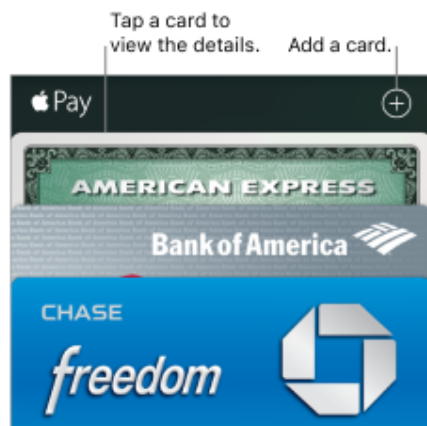 Tap a card to
view the details.
Add a card.
Pay
AMERICAN EXPRESS
Bank of America
CHASE
freedom